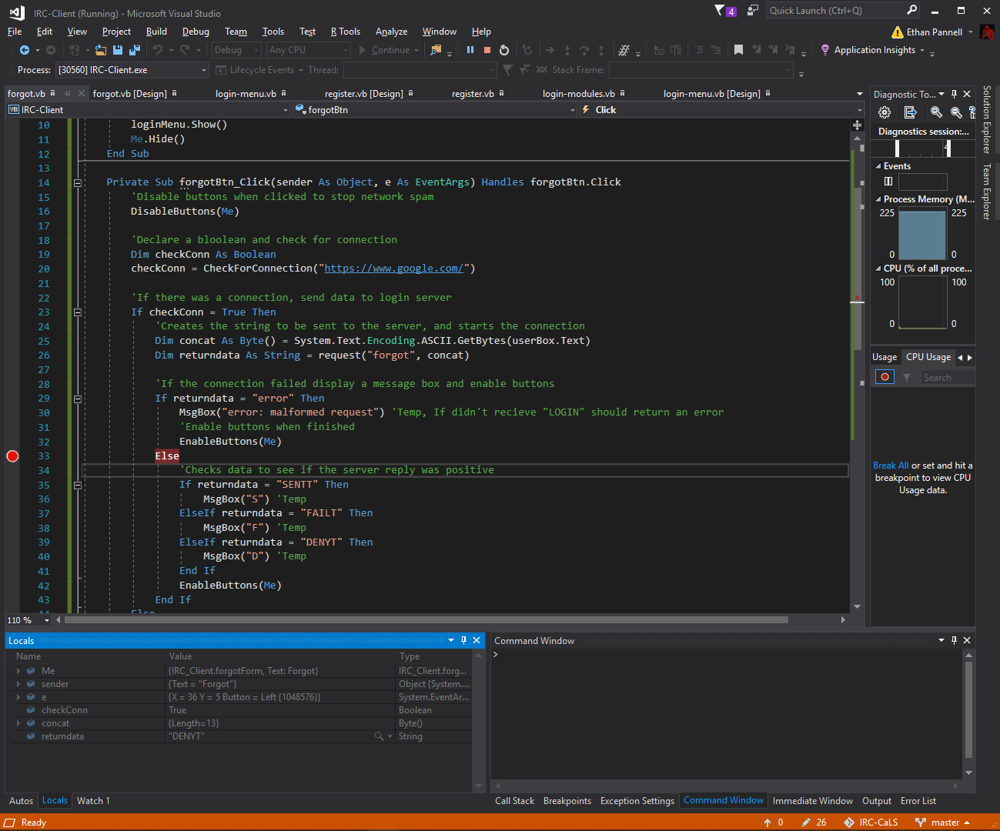 IRC-Client (Running) - Microsoft Visual Studio
4
Quick Launch (Ctrl+Q)
File Edit View Project Build Debug Team Tools Test R Tools Analyze Window Help
Ethan Pannell
Debug Any CPU Continue Application Insights
Process: [30560] IRC-Client.exe Lifecycle Events Thread: Stack Frame:
forgot.vb forgot.vb [Design] login-menu.vb register.vb [Design] register.vb login-modules.vb login-menu.vb [Design]
VB IRC-Client forgotBtn Click
10 loginMenu.Show()
11 Me.Hide()
12 End Sub
13
14 Private Sub forgotBtn_Click(sender As Object, e As EventArgs) Handles forgotBtn.Click
15 'Disable buttons when clicked to stop network spam
16 DisableButtons(Me)
17
18 'Declare a bloolean and check for connection
19 Dim checkConn As Boolean
20 checkConn = CheckForConnection("https://www.google.com/")
21
22 'If there was a connection, send data to login server
23 If checkConn = True Then
24 'Creates the string to be sent to the server, and starts the connection
25 Dim concat As Byte() = System.Text.Encoding.ASCII.GetBytes(userBox.Text)
26 Dim returndata As String = request("forgot", concat)
27
28 'If the connection failed display a message box and enable buttons
29 If returndata = "error" Then
30 MsgBox("error: malformed request") 'Temp, If didn't recieve "LOGIN" should return an error
31 'Enable buttons when finished
32 EnableButtons(Me)
33 Else
34 'Checks data to see if the server reply was positive
35 If returndata = "SENTT" Then
36 MsgBox("S") 'Temp
37 ElseIf returndata = "FAILT" Then
38 MsgBox("F") 'Temp
39 ElseIf returndata = "DENYT" Then
40 MsgBox("D") 'Temp
41 End If
42 EnableButtons(Me)
43 End If
44 Else
110 %
Diagnostic To...
Diagnostics session:...
Events
Process Memory (M...
225 225
0 0
CPU (% of all proce...
100 100
0 0
Usage CPU Usage
Search
Break All or set and hit a
breakpoint to view CPU
Usage data.
Solution Explorer
Team Explorer
Locals
Name Value Type
Me {IRC_Client.forgotForm, Text: Forgot} IRC_Client.forg...
sender {Text = "Forgot"} Object {System....
e {X = 36 Y = 5 Button = Left {1048576}} System.EventAr...
checkConn True Boolean
concat {Length=13} Byte()
returndata "DENYT" String
Autos Locals Watch 1
Command Window
>
Call Stack Breakpoints Exception Settings Command Window Immediate Window Output Error List
Ready 0 26 IRC-CaLS master